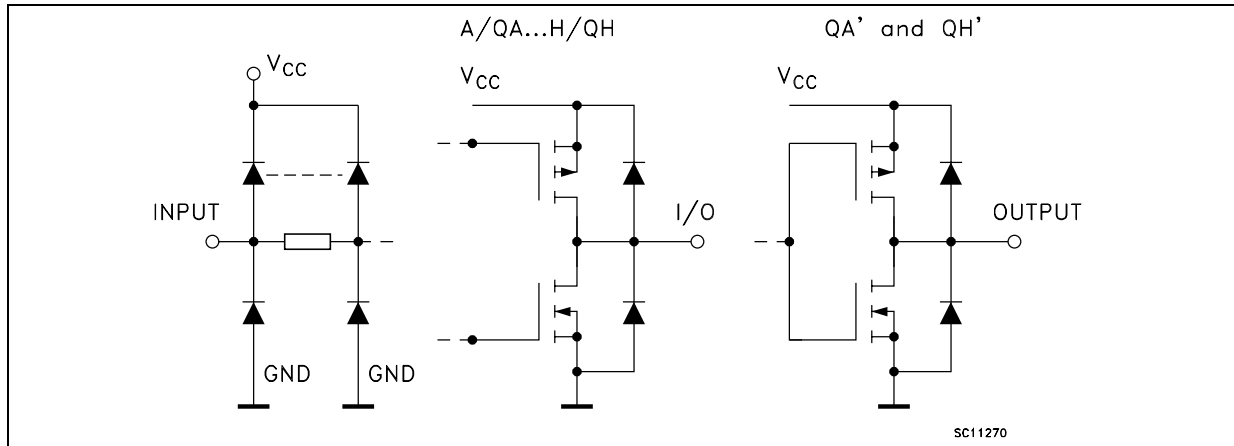 A/QA...H/QH
QA' and QH'
VCC
VCC
VCC
INPUT
I/O
OUTPUT
GND
GND
SC11270